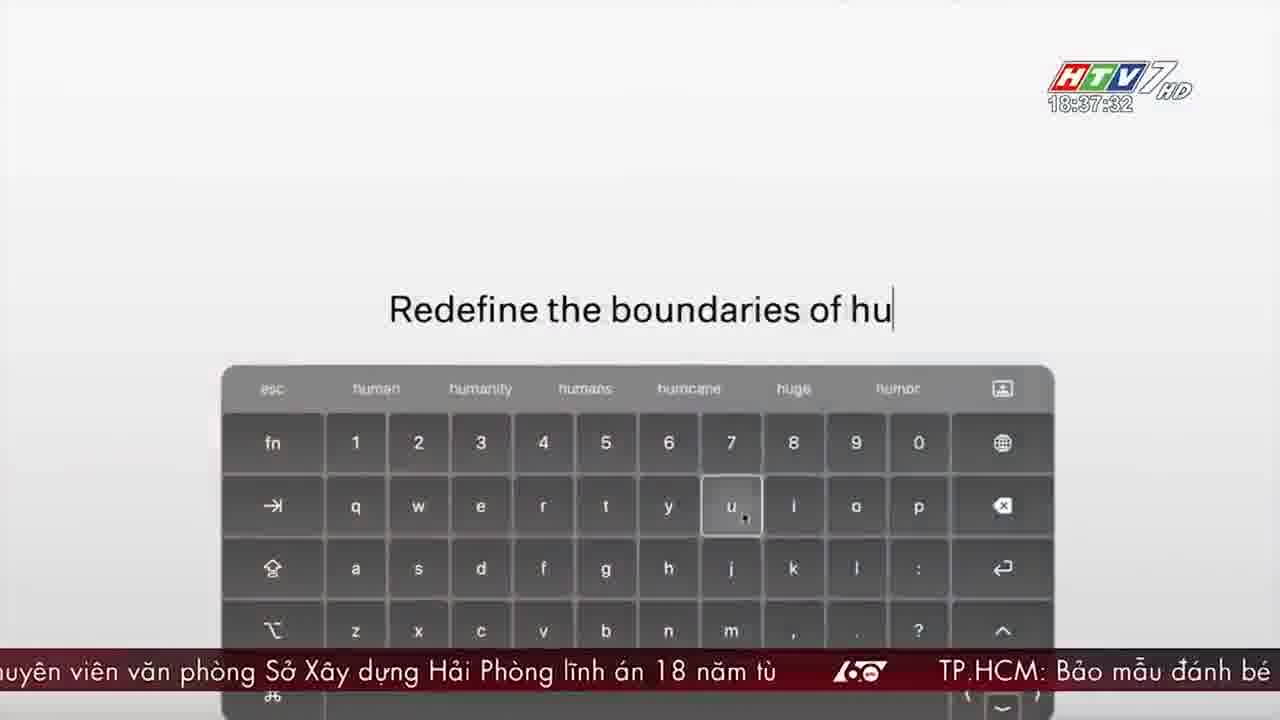 HTV7 HD
18:37:32
Redefine the boundaries of hu
esc human humanity humans hurricane huge humor
fn 1 2 3 4 5 6 7 8 9 0
q w e r t y u i o p
a s d f g h j k l :
z x c v b n m , . ?
huyên viên văn phòng Sở Xây dựng Hải Phòng lĩnh án 18 năm tù 60 TP.HCM: Bảo mẫu đánh bé